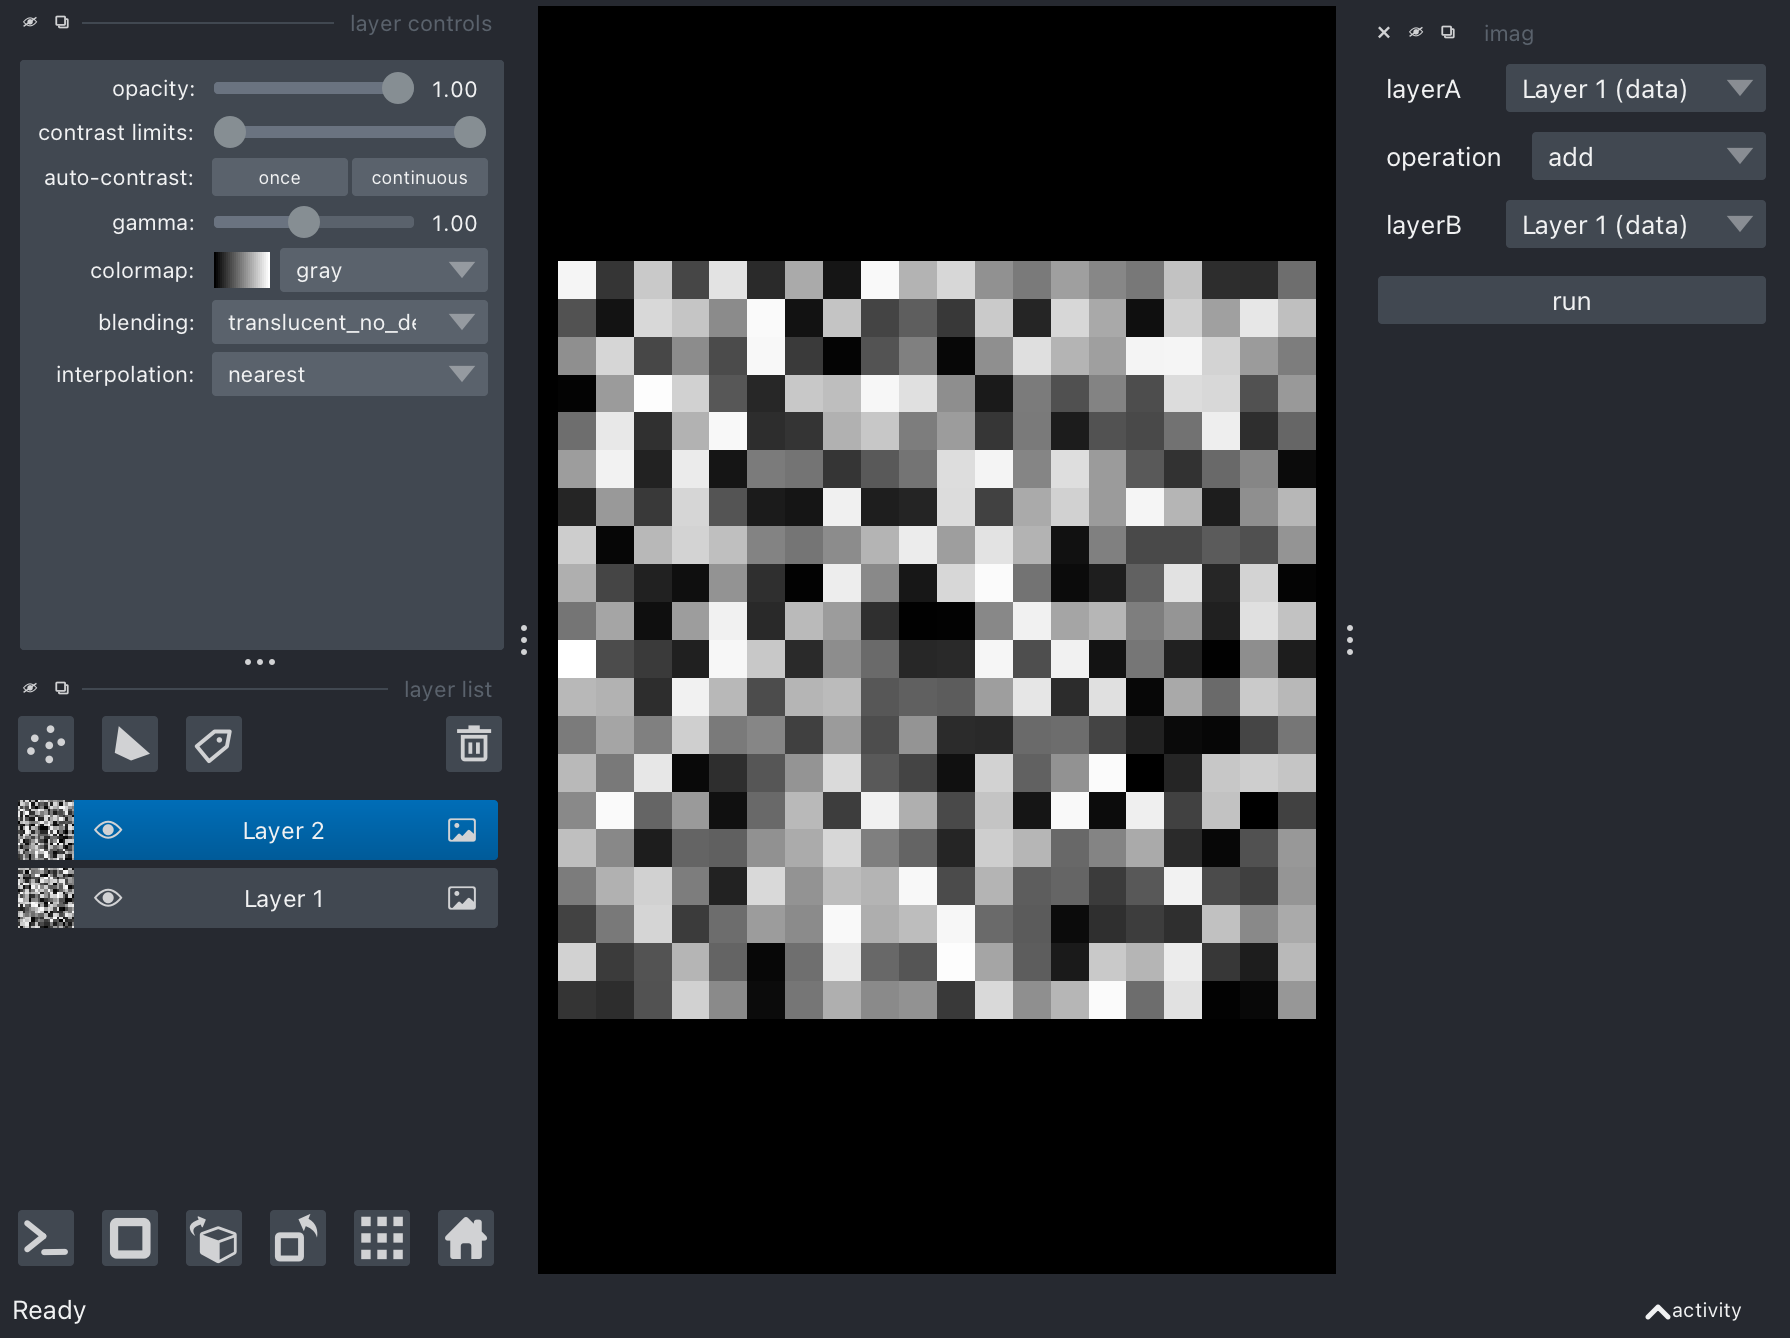 layer controls
opacity: 1.00
contrast limits:
auto-contrast: once continuous
gamma: 1.00
colormap: gray
blending: translucent_no_de
interpolation: nearest
layer list
Layer 2
Layer 1
Ready
imag
layerA Layer 1 (data)
operation add
layerB Layer 1 (data)
run
activity